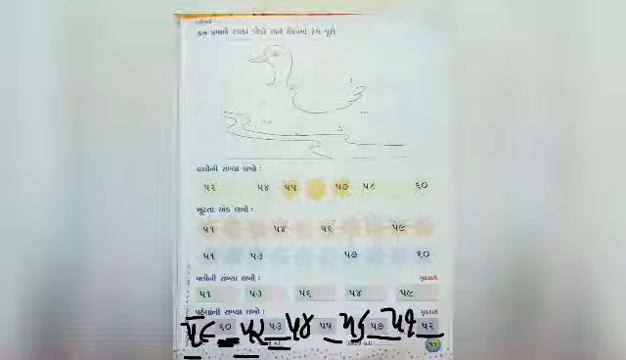 ક્રમ પ્રમાણે ટપકાં જોડો અને ચિત્રમાં રંગ પૂરો
વચ્ચેની સંખ્યા લખો :
૫૨ ૫૪ ૫૫ ૫૭ ૫૮ ૬૦
ખૂટતા અંક લખો :
૫૧ ૫૪ ૫૬ ૫૯
૫૧ ૫૩ ૫૭ ૬૦
પછીની સંખ્યા લખો :
૫૧ ૫૩ ૫૬ ૫૪ ૫૯
પહેલાંની સંખ્યા લખો :
૫૯ ૬૦ ૫૨ ૫૩ ૫૪ ૫૫ ૫૬ ૫૭ ૫૧ ૫૨